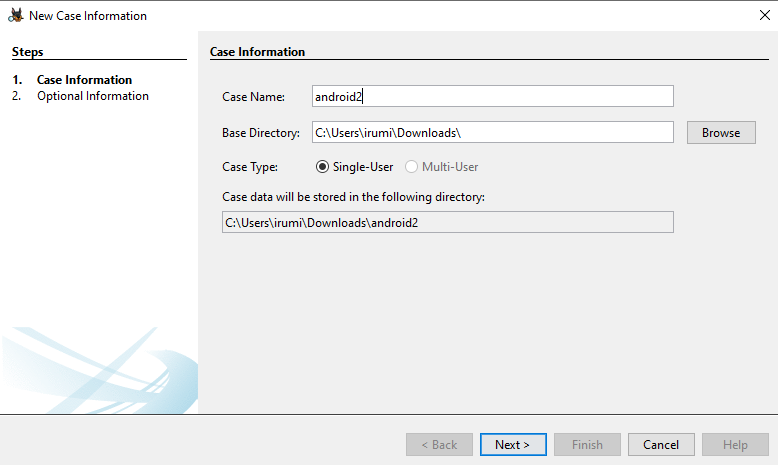 New Case Information
Steps
1. Case Information
2. Optional Information
Case Information
Case Name: android2
Base Directory: C:\Users\irumi\Downloads\ Browse
Case Type: Single-User Multi-User
Case data will be stored in the following directory:
C:\Users\irumi\Downloads\android2
< Back Next > Finish Cancel Help